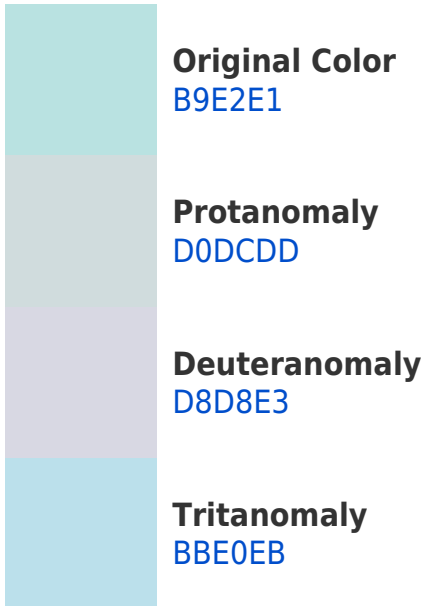 Original Color
B9E2E1
Protanomaly
D0DCDD
Deuteranomaly
D8D8E3
Tritanomaly
BBE0EB